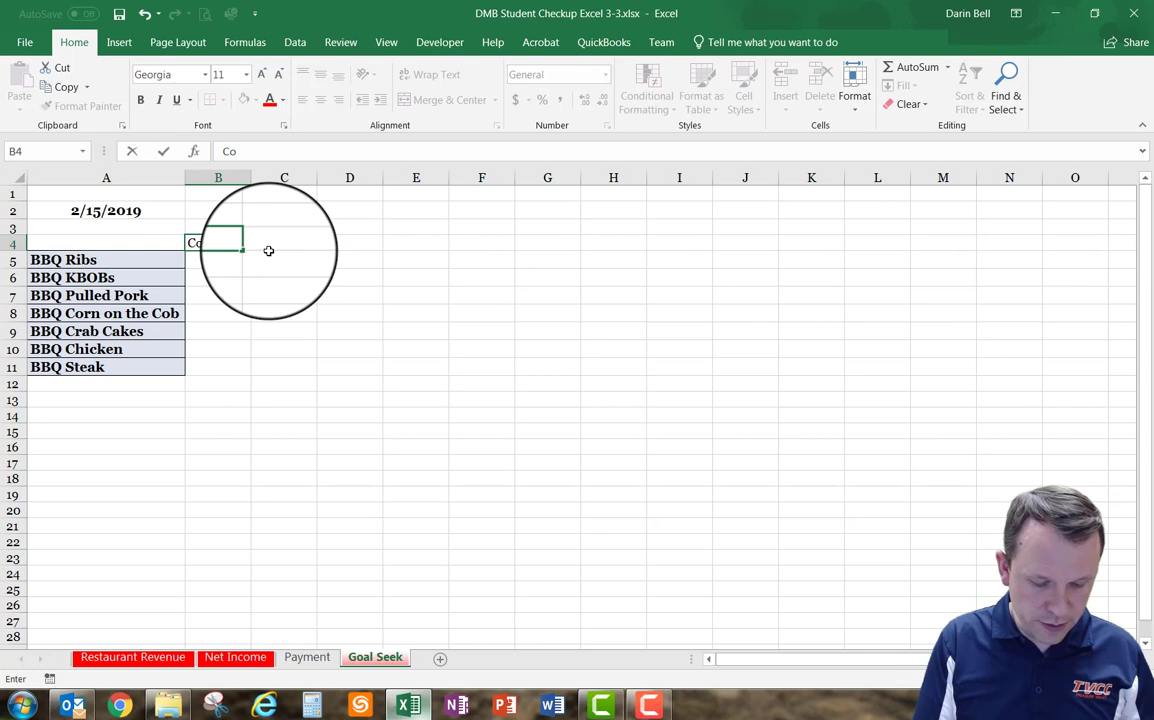 AutoSave Off
DMB Student Checkup Excel 3-3.xlsx - Excel
Darin Bell
File Home Insert Page Layout Formulas Data Review View Developer Help Acrobat QuickBooks Team Tell me what you want to do Share
Paste
Cut
Copy
Format Painter
Clipboard
Georgia 11
B I U
Font
Wrap Text
Merge & Center
Alignment
General
$ % ,
Number
Conditional Formatting
Format as Table
Cell Styles
Styles
Insert
Delete
Format
Cells
AutoSum
Fill
Clear
Sort & Filter
Find & Select
Editing
B4 fx Co
A B C D E F G H I J K L M N O
1
2 2/15/2019
3
4 Co
5 BBQ Ribs
6 BBQ KBOBs
7 BBQ Pulled Pork
8 BBQ Corn on the Cob
9 BBQ Crab Cakes
10 BBQ Chicken
11 BBQ Steak
12
13
14
15
16
17
18
19
20
21
22
23
24
25
26
27
28
Restaurant Revenue Net Income Payment Goal Seek
Enter
TVCC